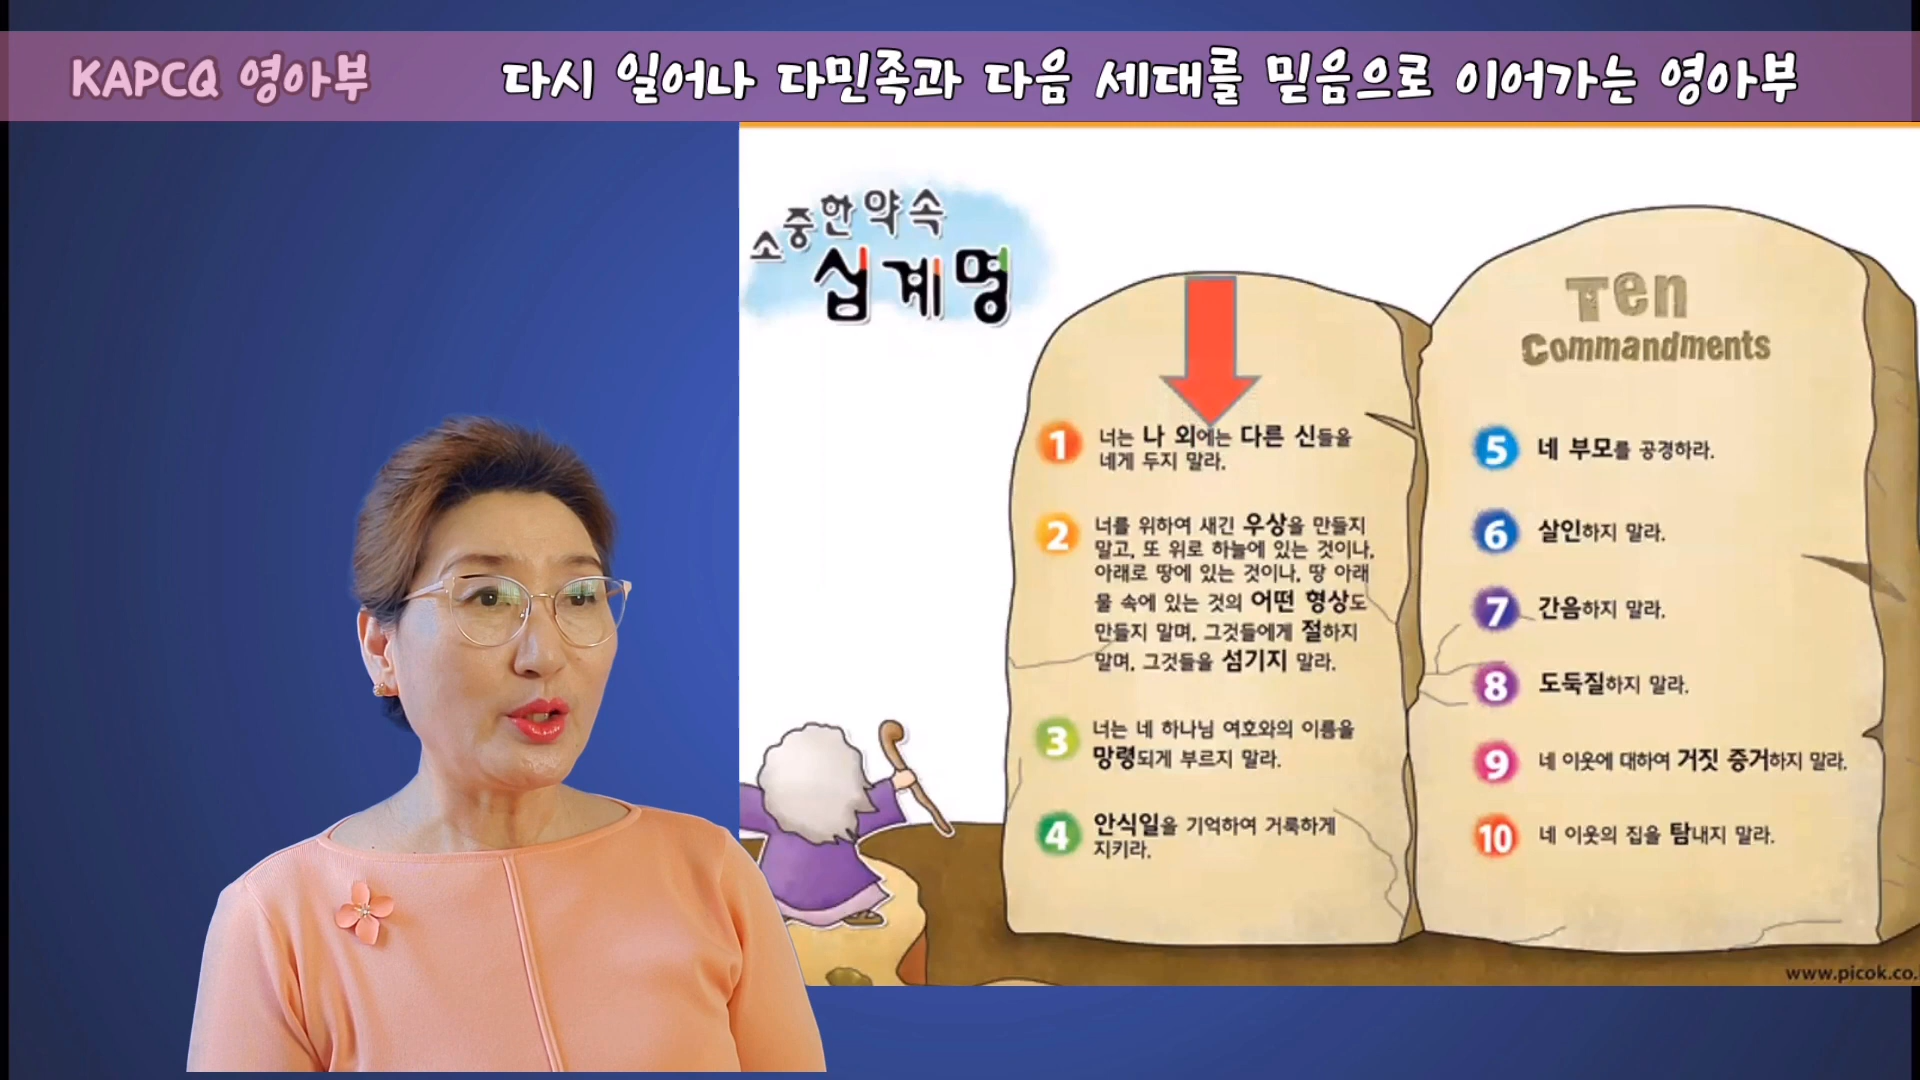 KAPCQ 영아부
다시 일어나 다민족과 다음 세대를 믿음으로 이어가는 영아부
소중한약속
십계명
1 너는 나 외에는 다른 신들을
네게 두지 말라.
2 너를 위하여 새긴 우상을 만들지
말고, 또 위로 하늘에 있는 것이나,
아래로 땅에 있는 것이나, 땅 아래
물 속에 있는 것의 어떤 형상도
만들지 말며, 그것들에게 절하지
말며, 그것들을 섬기지 말라.
3 너는 네 하나님 여호와의 이름을
망령되게 부르지 말라.
4 안식일을 기억하여 거룩하게
지키라.
Ten
Commandments
5 네 부모를 공경하라.
6 살인하지 말라.
7 간음하지 말라.
8 도둑질하지 말라.
9 네 이웃에 대하여 거짓 증거하지 말라.
10 네 이웃의 집을 탐내지 말라.
www.picok.co.